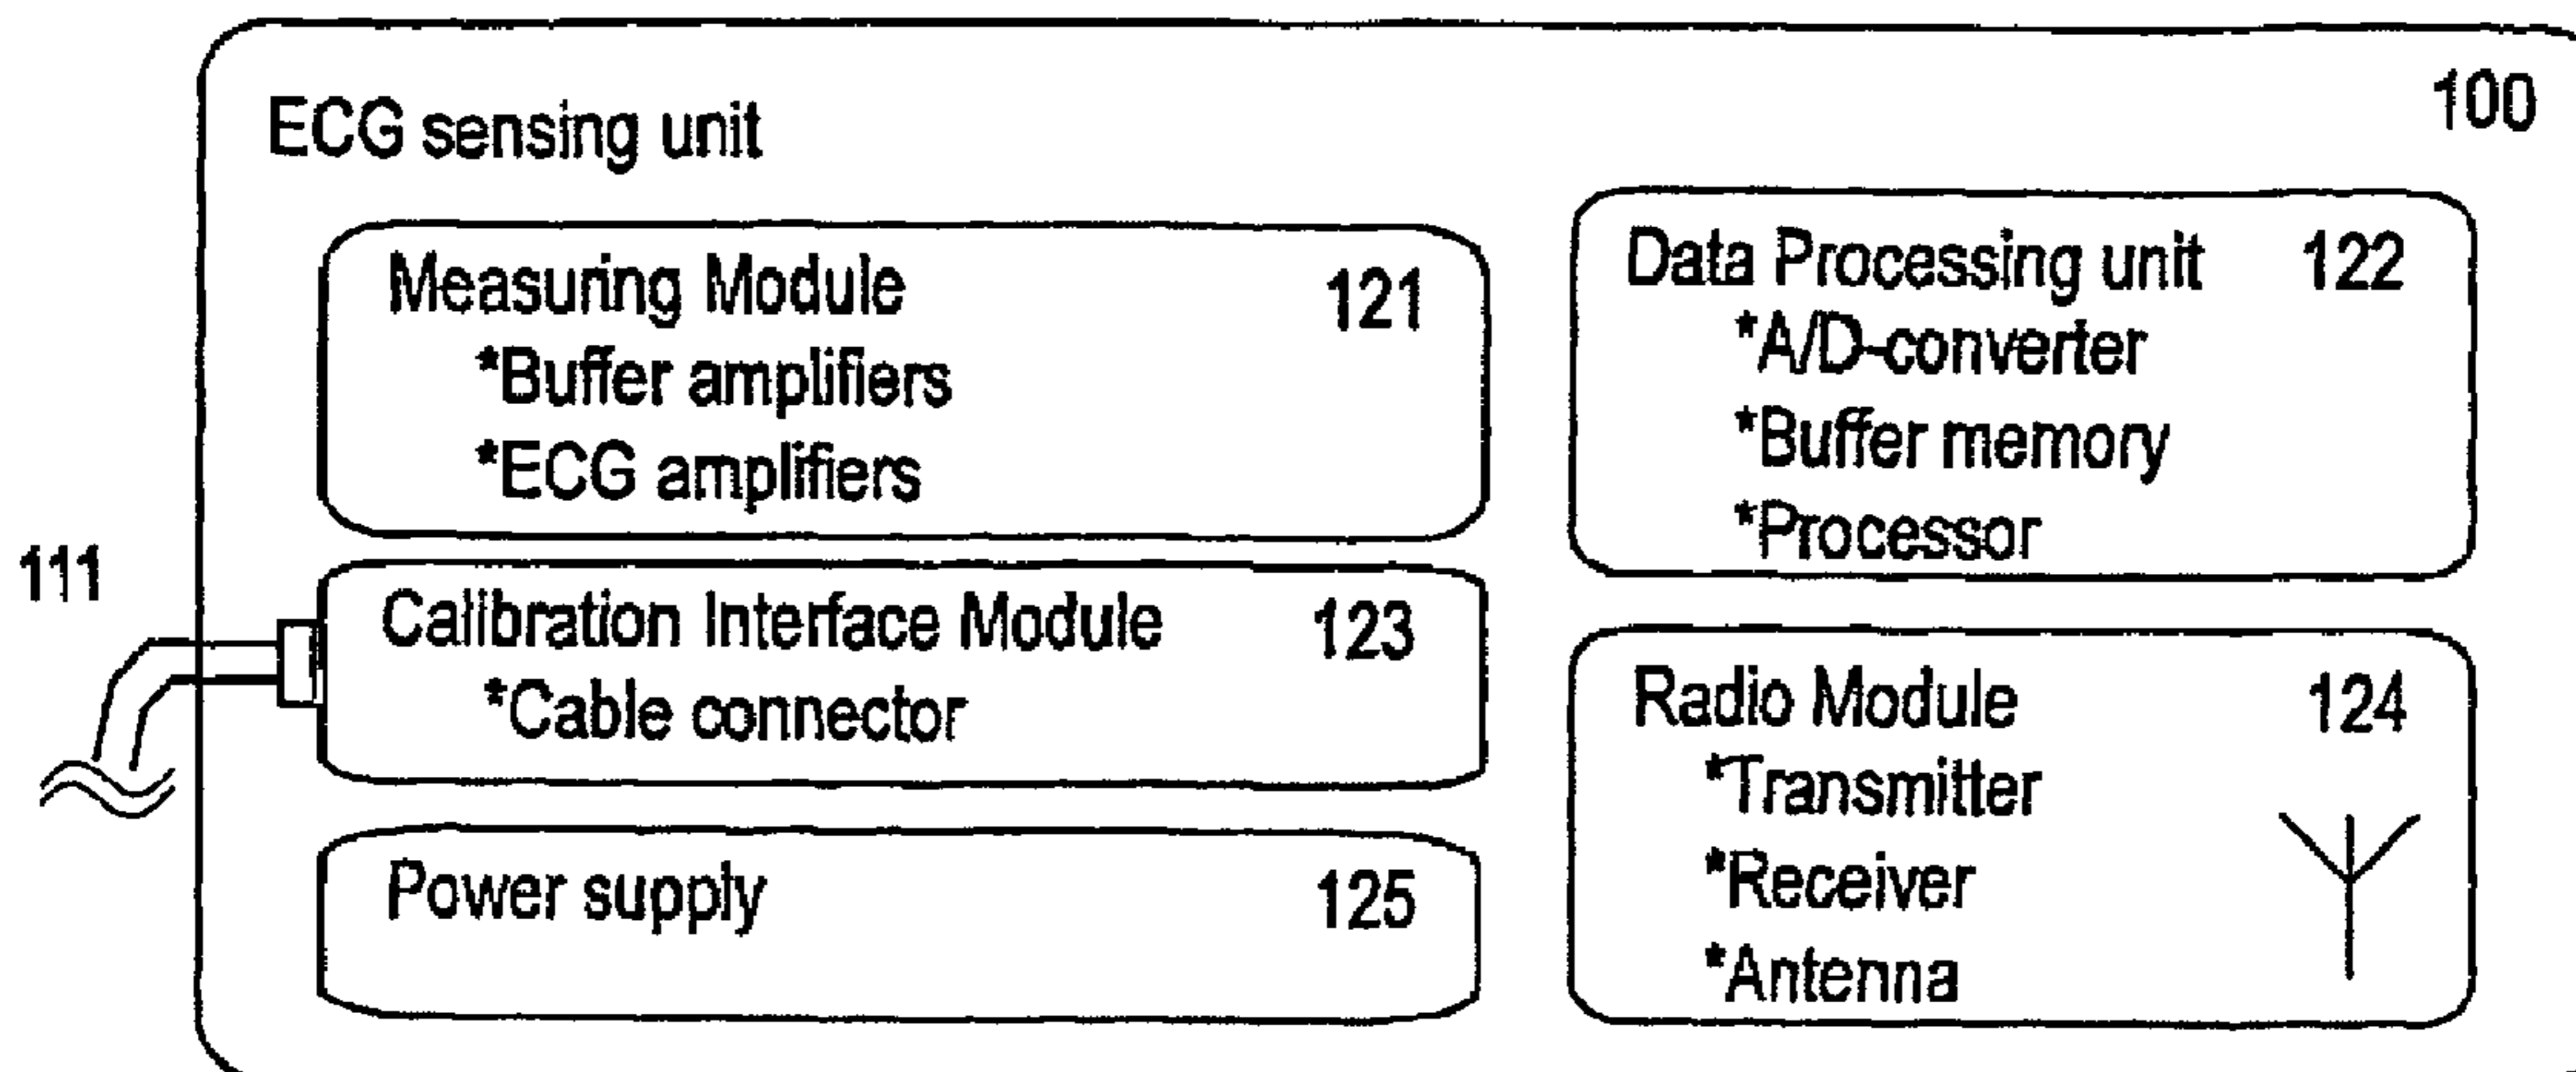 ECG sensing unit 100
Measuring Module 121
*Buffer amplifiers
*ECG amplifiers
Data Processing unit 122
*A/D-converter
*Buffer memory
*Processor
111
Calibration Interface Module 123
*Cable connector
Radio Module 124
*Transmitter
*Receiver
*Antenna
Power supply 125